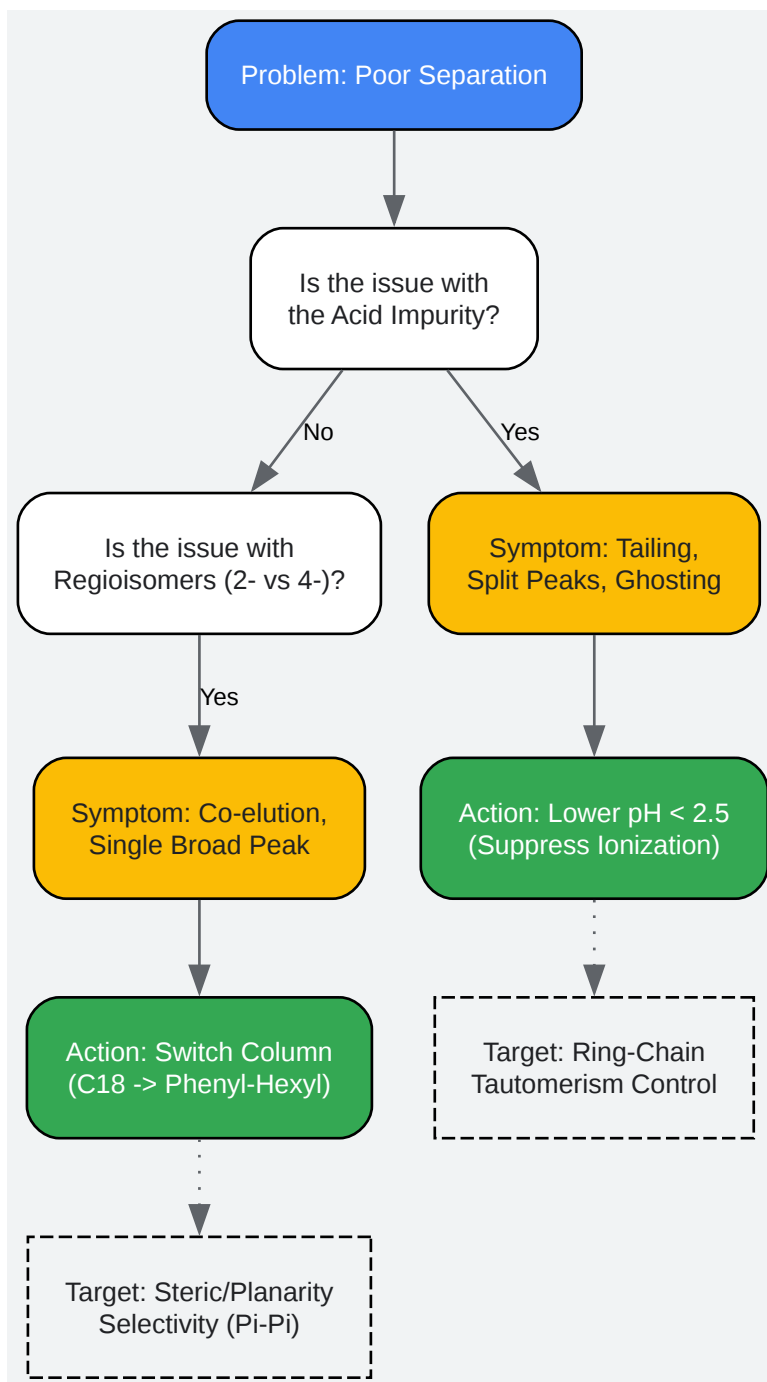 Problem: Poor Separation
Is the issue with
the Acid Impurity?
No
Yes
Is the issue with
Regioisomers (2- vs 4-)?
Symptom: Tailing,
Split Peaks, Ghosting
Yes
Symptom: Co-elution,
Single Broad Peak
Action: Lower pH < 2.5
(Suppress Ionization)
Action: Switch Column
(C18 -> Phenyl-Hexyl)
Target: Ring-Chain
Tautomerism Control
Target: Steric/Planarity
Selectivity (Pi-Pi)